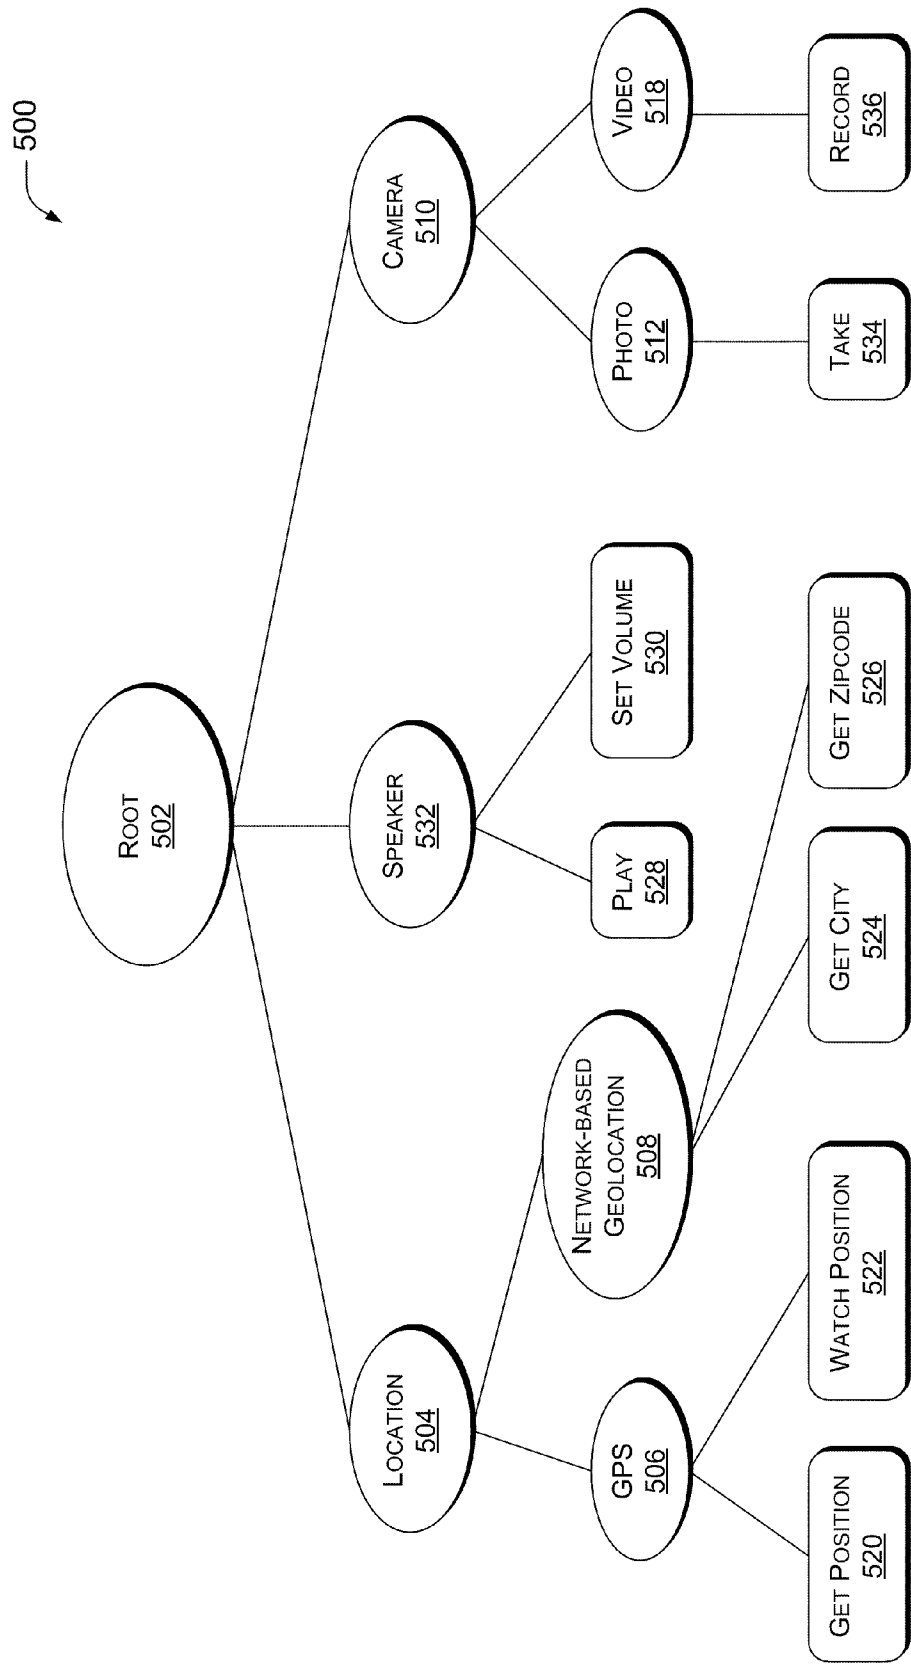 500
ROOT
502
LOCATION
504
SPEAKER
532
CAMERA
510
GPS
506
NETWORK-BASED
GEOLOCATION
508
PLAY
528
SET VOLUME
530
PHOTO
512
VIDEO
518
GET POSITION
520
WATCH POSITION
522
GET CITY
524
GET ZIPCODE
526
TAKE
534
RECORD
536